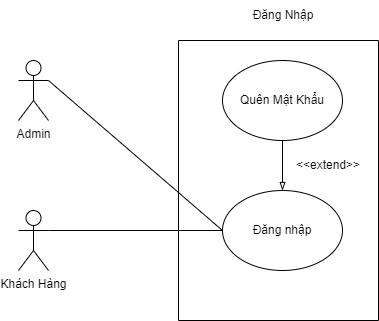 Đăng Nhập
Quên Mật Khẩu
Admin
<<extend>>
Đăng nhập
Khách Hàng